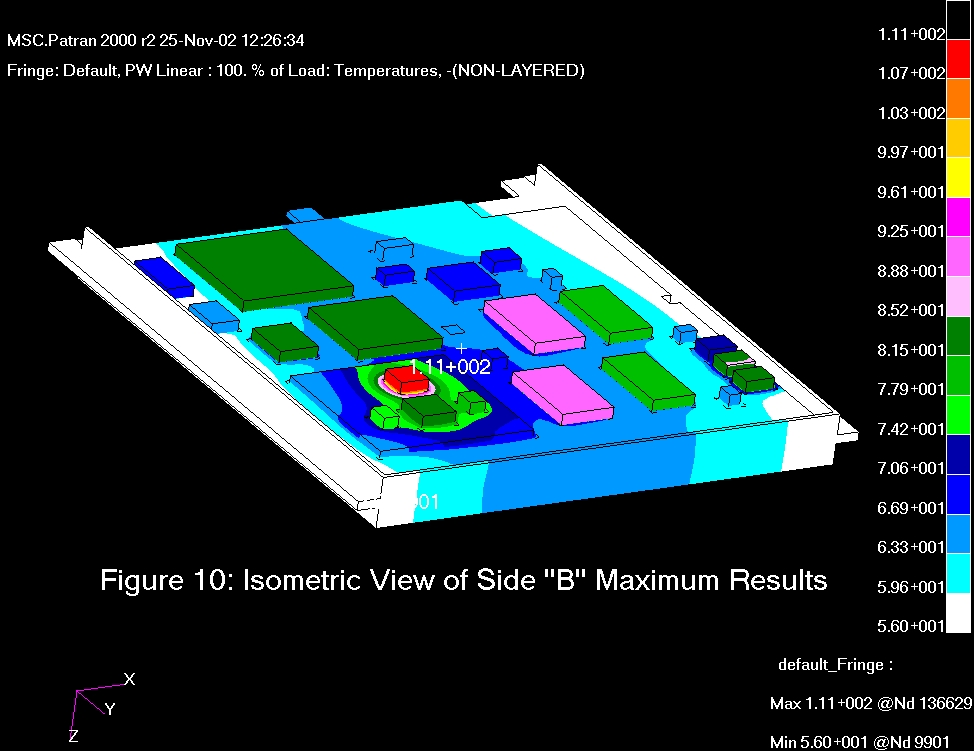 MSC.Patran 2000 r2 25-Nov-02 12:26:34
Fringe: Default, PW Linear : 100. % of Load: Temperatures, -(NON-LAYERED)
1.11+002
1.07+002
1.03+002
9.97+001
9.61+001
9.25+001
8.88+001
8.52+001
8.15+001
7.79+001
7.42+001
7.06+001
6.69+001
6.33+001
5.96+001
5.60+001
1.11+002
001
Figure 10: Isometric View of Side "B" Maximum Results
default_Fringe :
Max 1.11+002 @Nd 136629
Min 5.60+001 @Nd 9901
X
Y
Z